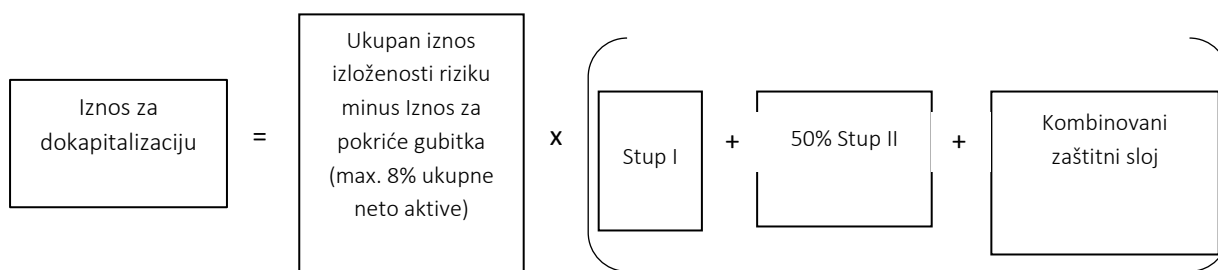 Iznos za
dokapitalizaciju
=
Ukupan iznos
izloženosti riziku
minus Iznos za
pokriće gubitka
(max. 8% ukupne
neto aktive)
x
Stup I
+
50% Stup II
+
Kombinovani
zaštitni sloj